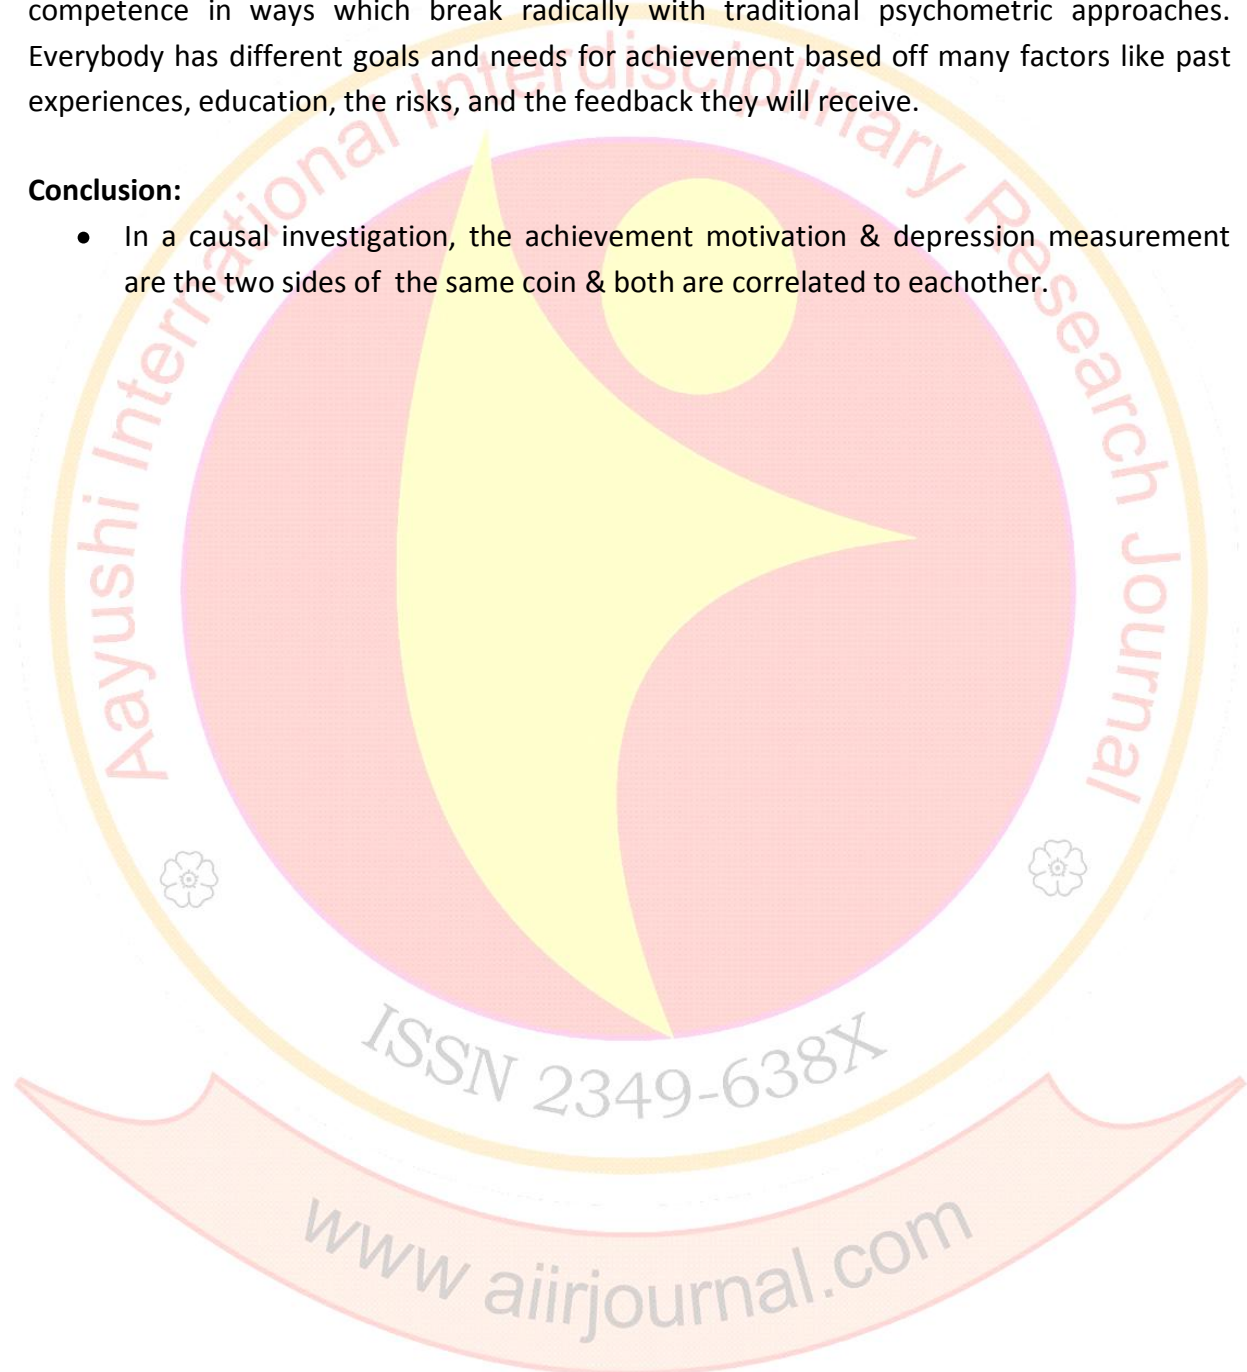 competence in ways which break radically with traditional psychometric approaches.
Everybody has different goals and needs for achievement based off many factors like past
experiences, education, the risks, and the feedback they will receive.
Conclusion:
• In a causal investigation, the achievement motivation & depression measurement
are the two sides of the same coin & both are correlated to eachother.
Aayushi International Interdisciplinary Research Journal
ISSN 2349-638X
www aiirjournal.com